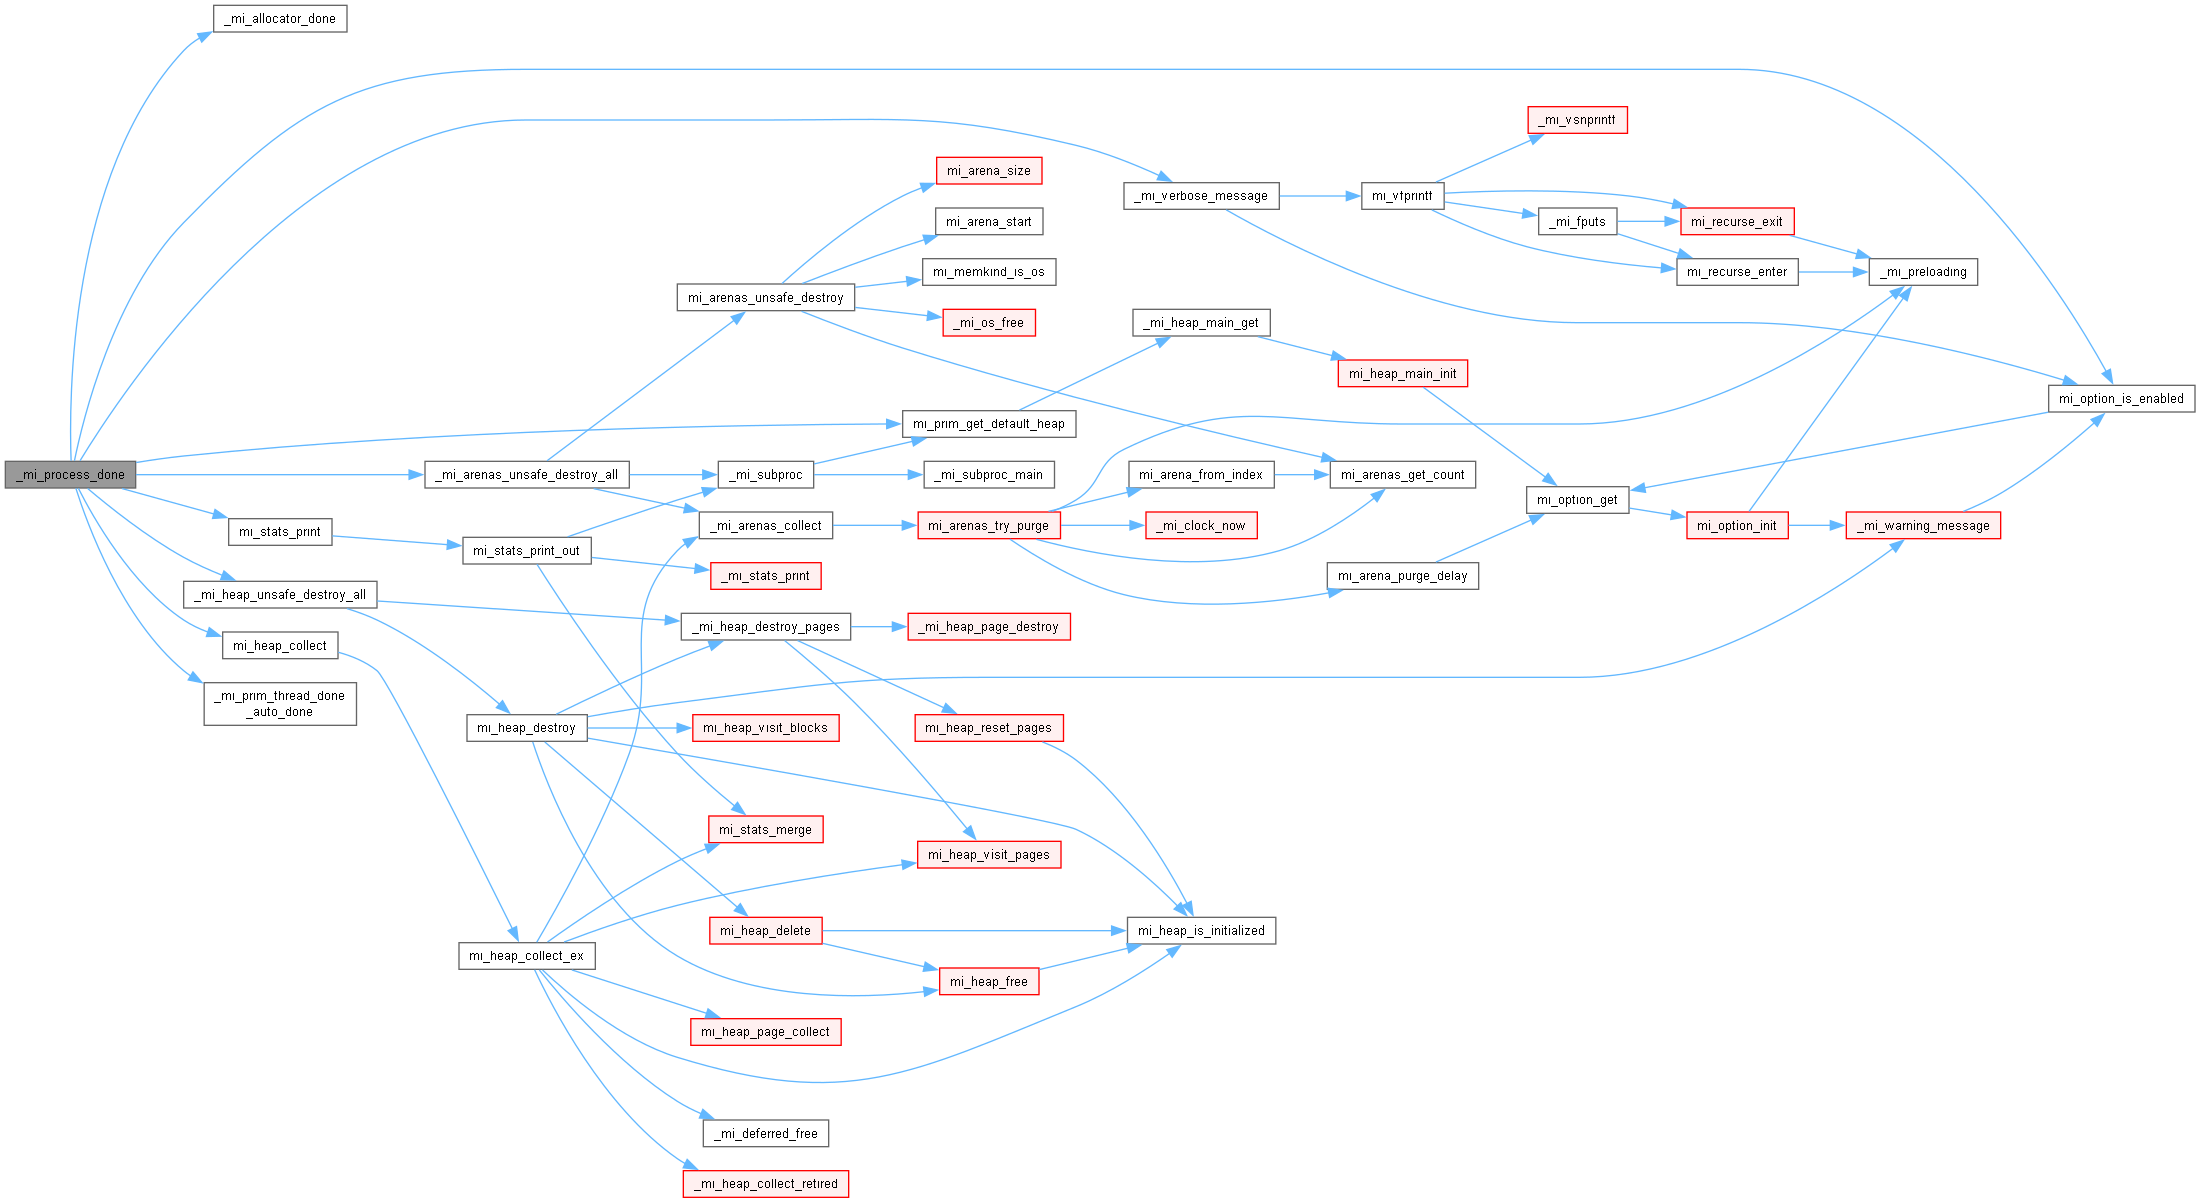 _mi_allocator_done
_mi_vsnprintf
mi_arena_size
_mi_verbose_message
mi_vfprintf
mi_arena_start
_mi_fputs
mi_recurse_exit
mi_memkind_is_os
mi_recurse_enter
_mi_preloading
mi_arenas_unsafe_destroy
_mi_os_free
_mi_heap_main_get
mi_heap_main_init
mi_option_is_enabled
mi_prim_get_default_heap
_mi_process_done
_mi_arenas_unsafe_destroy_all
_mi_subproc
_mi_subproc_main
mi_arena_from_index
mi_arenas_get_count
mi_option_get
mi_stats_print
_mi_arenas_collect
mi_arenas_try_purge
_mi_clock_now
mi_option_init
_mi_warning_message
mi_stats_print_out
_mi_stats_print
mi_arena_purge_delay
_mi_heap_unsafe_destroy_all
_mi_heap_destroy_pages
_mi_heap_page_destroy
mi_heap_collect
_mi_prim_thread_done
_auto_done
mi_heap_destroy
mi_heap_visit_blocks
mi_heap_reset_pages
mi_stats_merge
mi_heap_visit_pages
mi_heap_delete
mi_heap_is_initialized
mi_heap_collect_ex
mi_heap_free
mi_heap_page_collect
_mi_deferred_free
_mi_heap_collect_retired